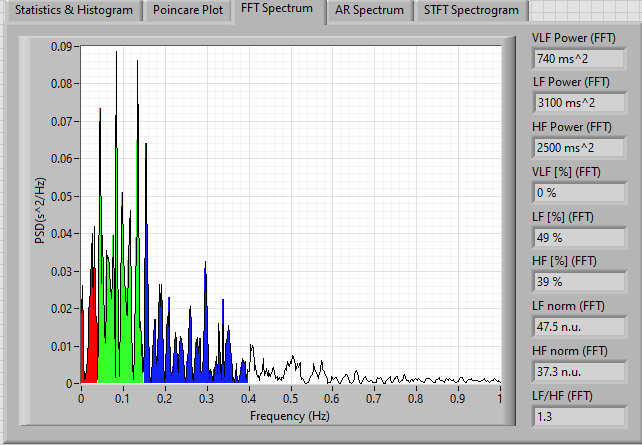 Statistics & Histogram
Poincare Plot
FFT Spectrum
AR Spectrum
STFT Spectrogram
0.09
0.08
0.07
0.06
0.05
0.04
0.03
0.02
0.01
0
PSD(s^2/Hz)
0
0.1
0.2
0.3
0.4
0.5
0.6
0.7
0.8
0.9
1
Frequency (Hz)
VLF Power (FFT)
740 ms^2
LF Power (FFT)
3100 ms^2
HF Power (FFT)
2500 ms^2
VLF [%] (FFT)
0 %
LF [%] (FFT)
49 %
HF [%] (FFT)
39 %
LF norm (FFT)
47.5 n.u.
HF norm (FFT)
37.3 n.u.
LF/HF (FFT)
1.3